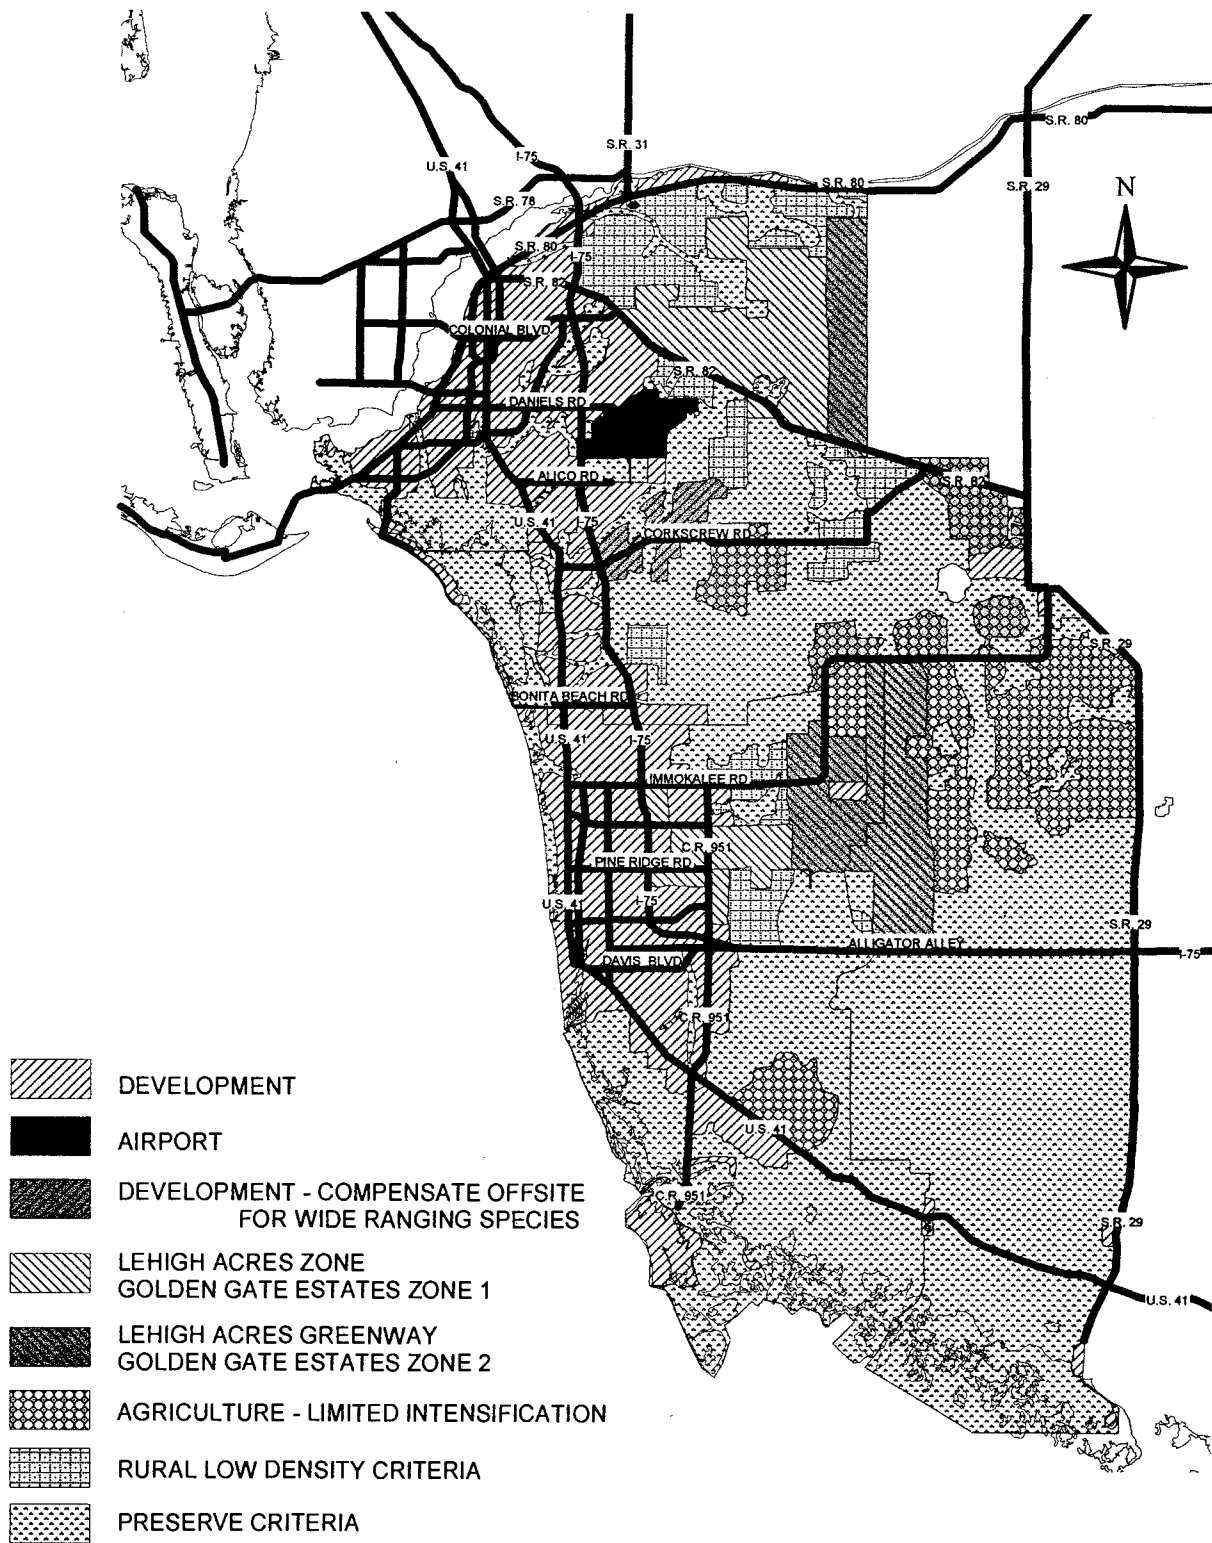 S.R. 80
S.R. 31
I-75
U.S. 41
S.R. 80
S.R. 29
N
S.R. 78
S.R. 80
I-75
S.R. 82
COLONIAL BLVD
S.R. 82
DANIELS RD
ALICO RD
S.R. 82
U.S. 41
I-75
CORKSCREW RD
S.R. 29
BONITA BEACH RD
U.S. 41
I-75
IMMOKALEE RD
C.R. 951
PINE RIDGE RD
U.S. 41
I-75
S.R. 29
ALLIGATOR ALLEY
I-75
DAVIS BLVD
C.R. 951
U.S. 41
C.R. 951
S.R. 29
U.S. 41
DEVELOPMENT
AIRPORT
DEVELOPMENT - COMPENSATE OFFSITE
FOR WIDE RANGING SPECIES
LEHIGH ACRES ZONE
GOLDEN GATE ESTATES ZONE 1
LEHIGH ACRES GREENWAY
GOLDEN GATE ESTATES ZONE 2
AGRICULTURE - LIMITED INTENSIFICATION
RURAL LOW DENSITY CRITERIA
PRESERVE CRITERIA